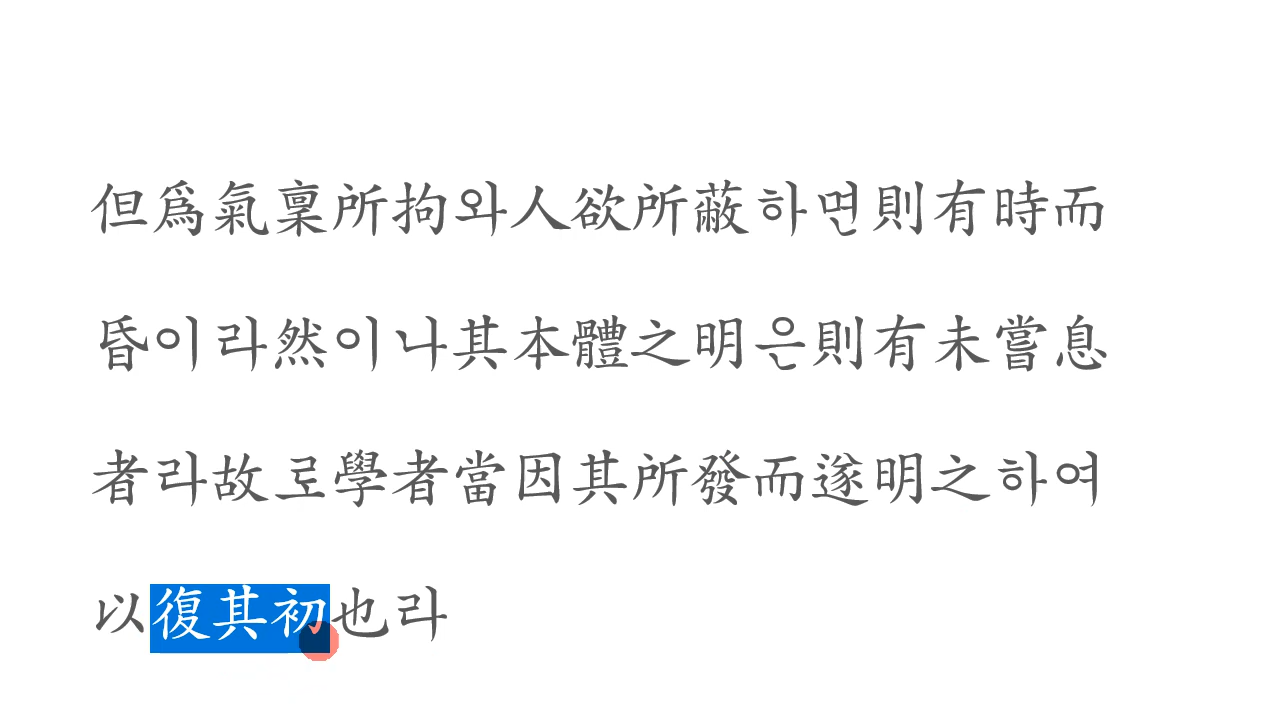 但爲氣稟所拘와人欲所蔽하면則有時而
昏이라然이나其本體之明은則有未嘗息
者라故로學者當因其所發而遂明之하여
以復其初也라